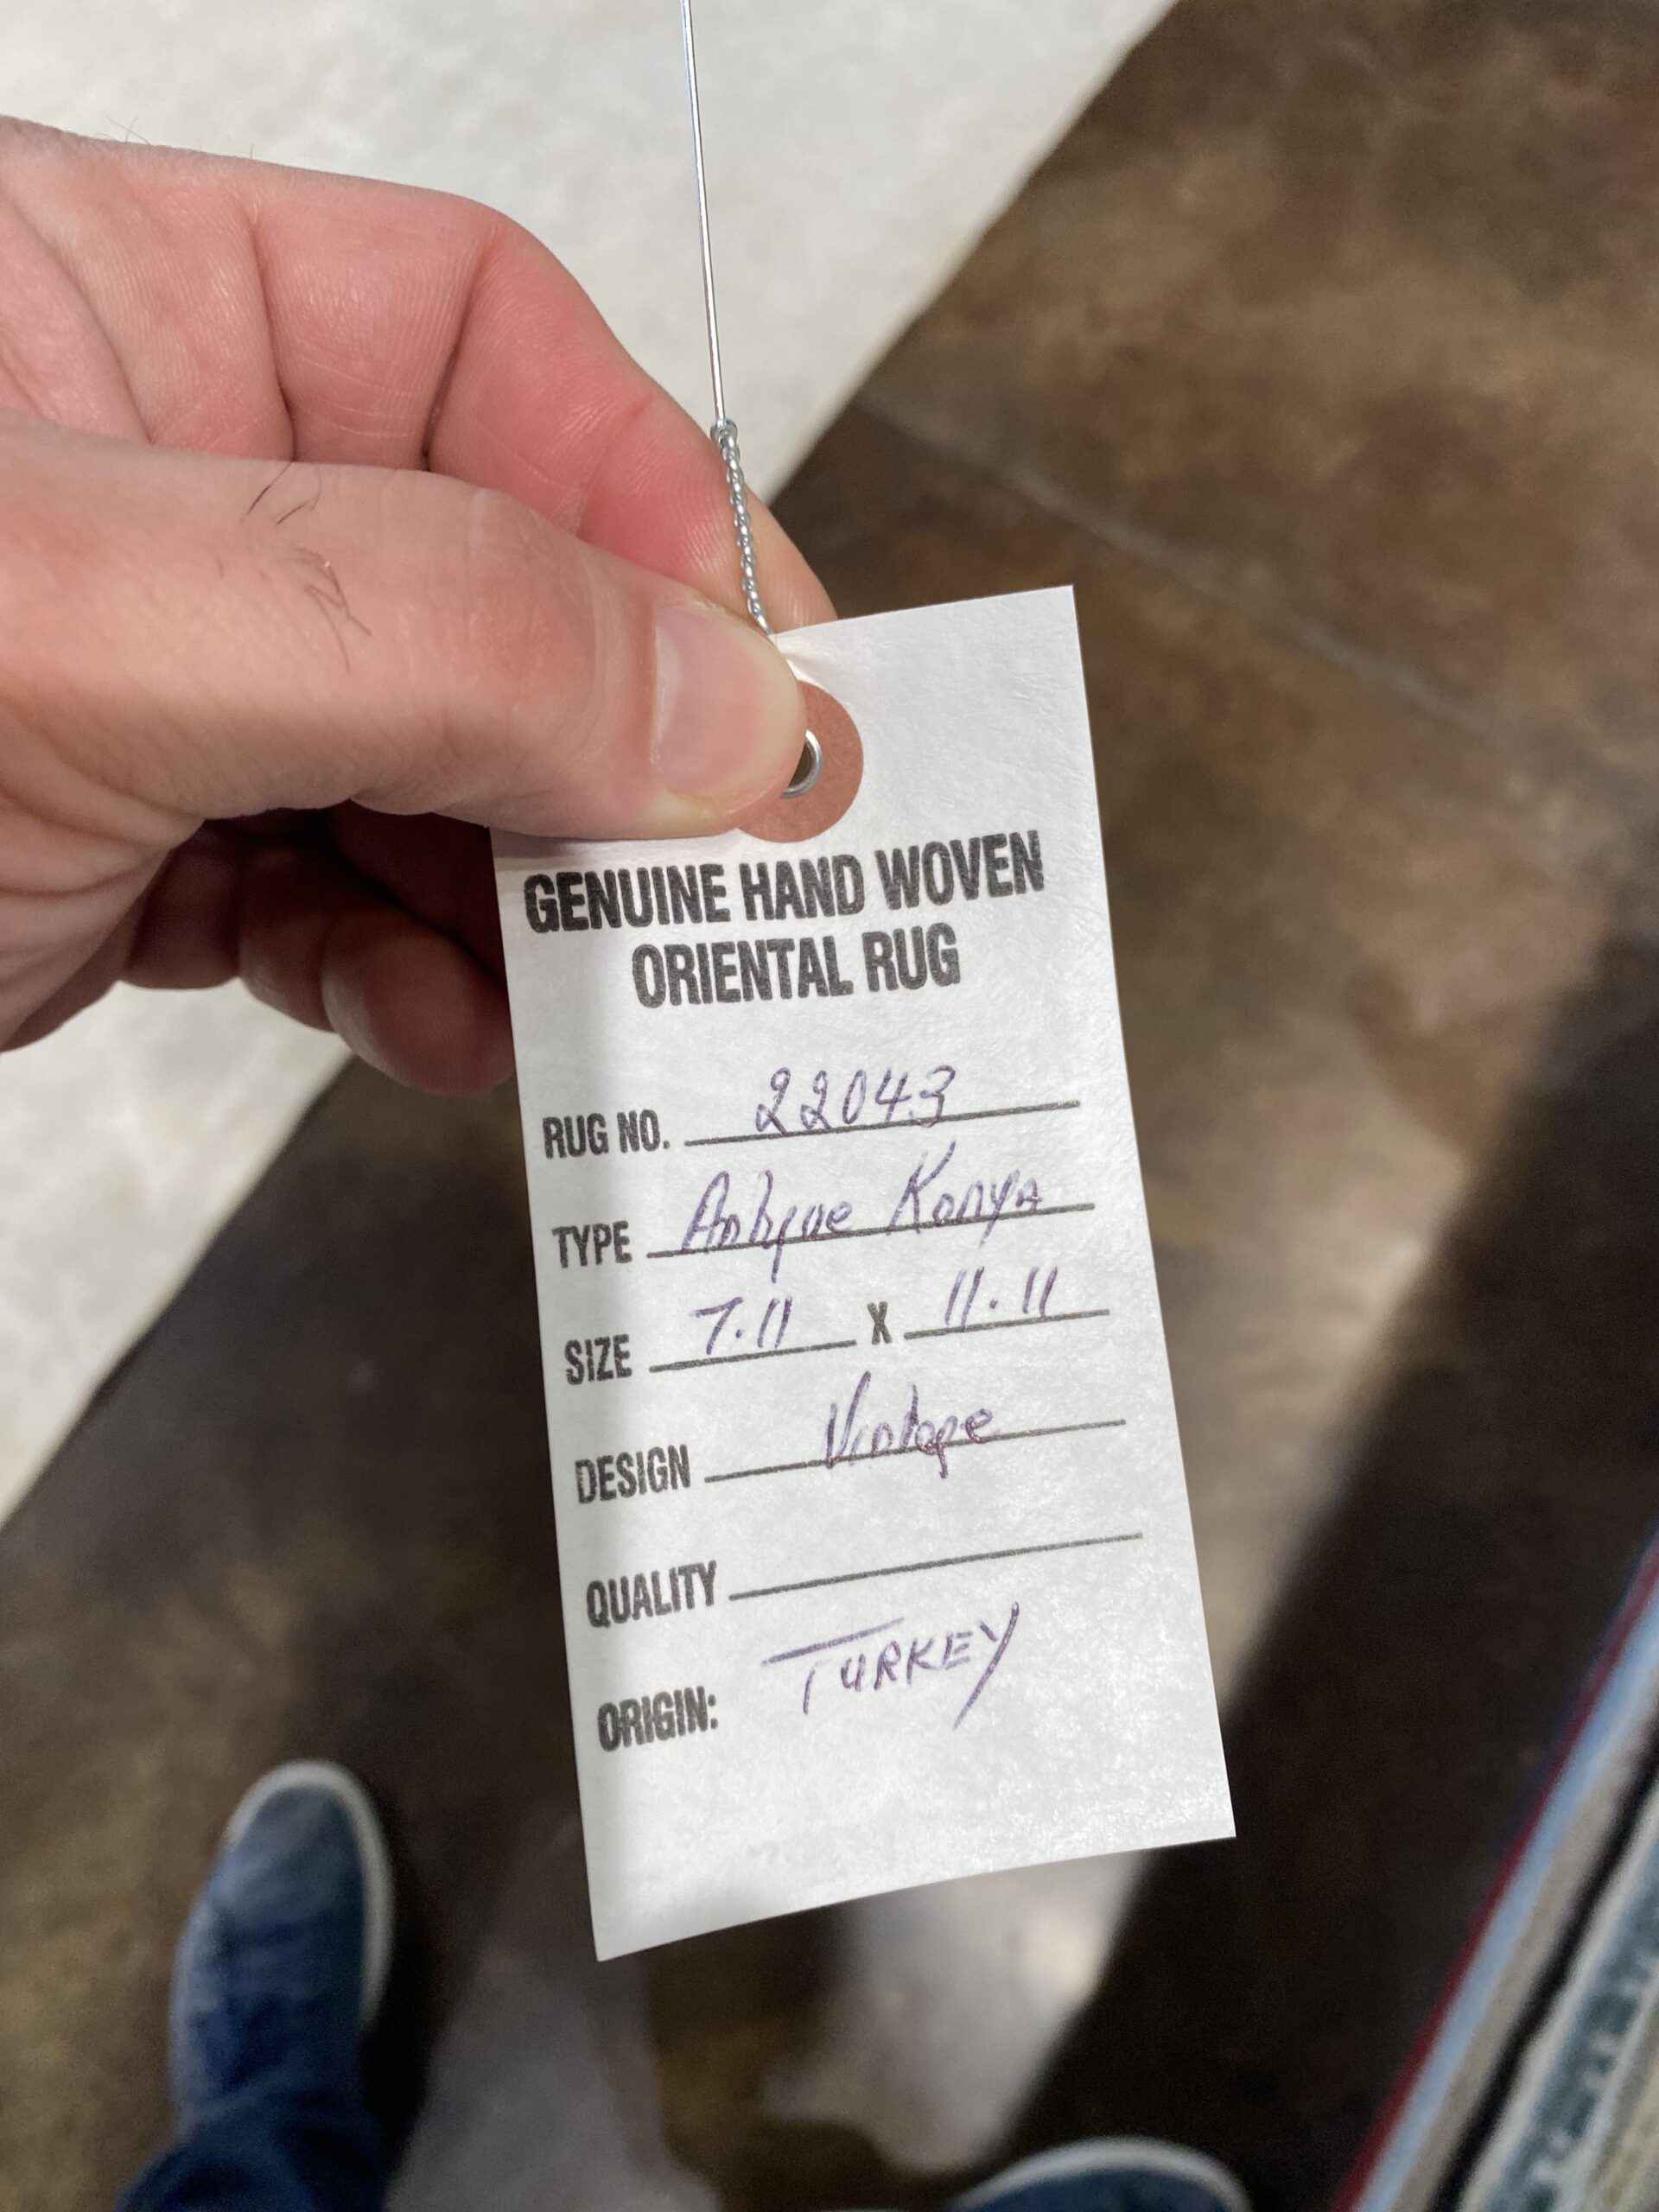 GENUINE HAND WOVEN
ORIENTAL RUG
RUG NO. 22043
TYPE Antique Konya
SIZE 7.11 X 11.11
DESIGN Vintage
QUALITY
ORIGIN: TURKEY